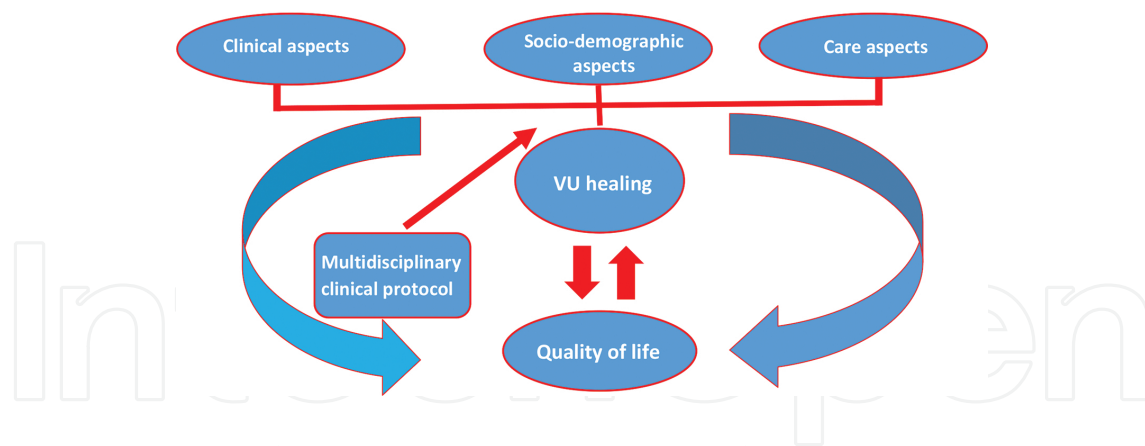 Clinical aspects
Socio-demographic
aspects
Care aspects
VU healing
Multidisciplinary
clinical protocol
Quality of life